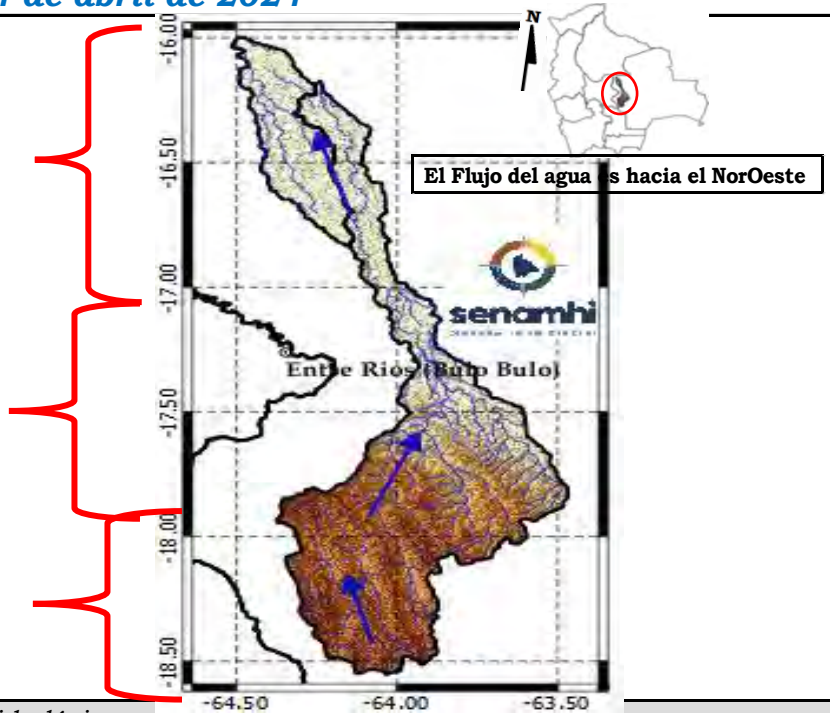 de abril de 2024
N
-16.00
El Flujo del agua es hacia el NorOeste
-16.50
-17.00
senamhi
Entre Rios (Bulo Bulo)
-17.50
-18.00
-18.50
-64.50 -64.00 -63.50